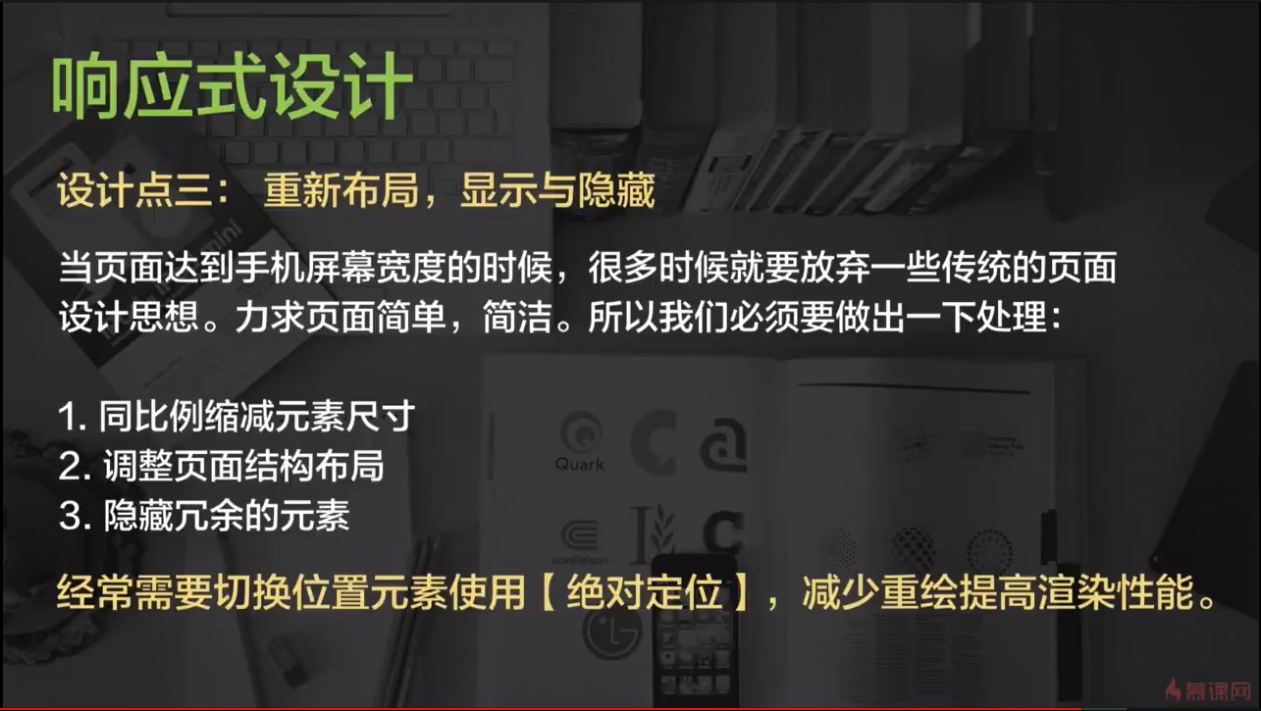 响应式设计
设计点三： 重新布局，显示与隐藏
当页面达到手机屏幕宽度的时候，很多时候就要放弃一些传统的页面
设计思想。力求页面简单，简洁。所以我们必须要做出一下处理：
1. 同比例缩减元素尺寸
2. 调整页面结构布局
3. 隐藏冗余的元素
经常需要切换位置元素使用【绝对定位】，减少重绘提高渲染性能。
mini
Quark
confédison
慕课网